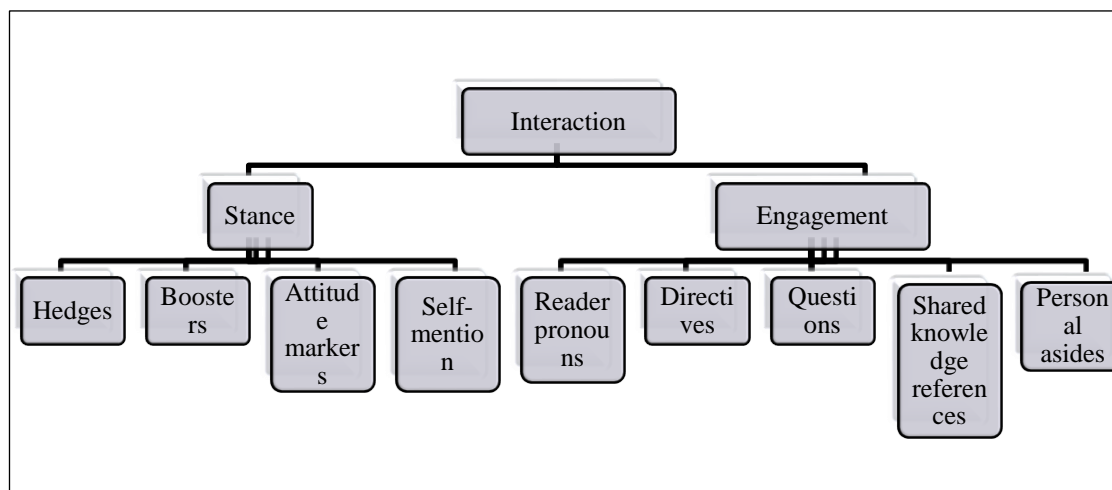 Interaction
Stance
Engagement
Hedges
Booste
rs
Attitud
e
marker
s
Self-
mentio
n
Reader
pronou
ns
Directi
ves
Questi
ons
Shared
knowle
dge
referen
ces
Person
al
asides